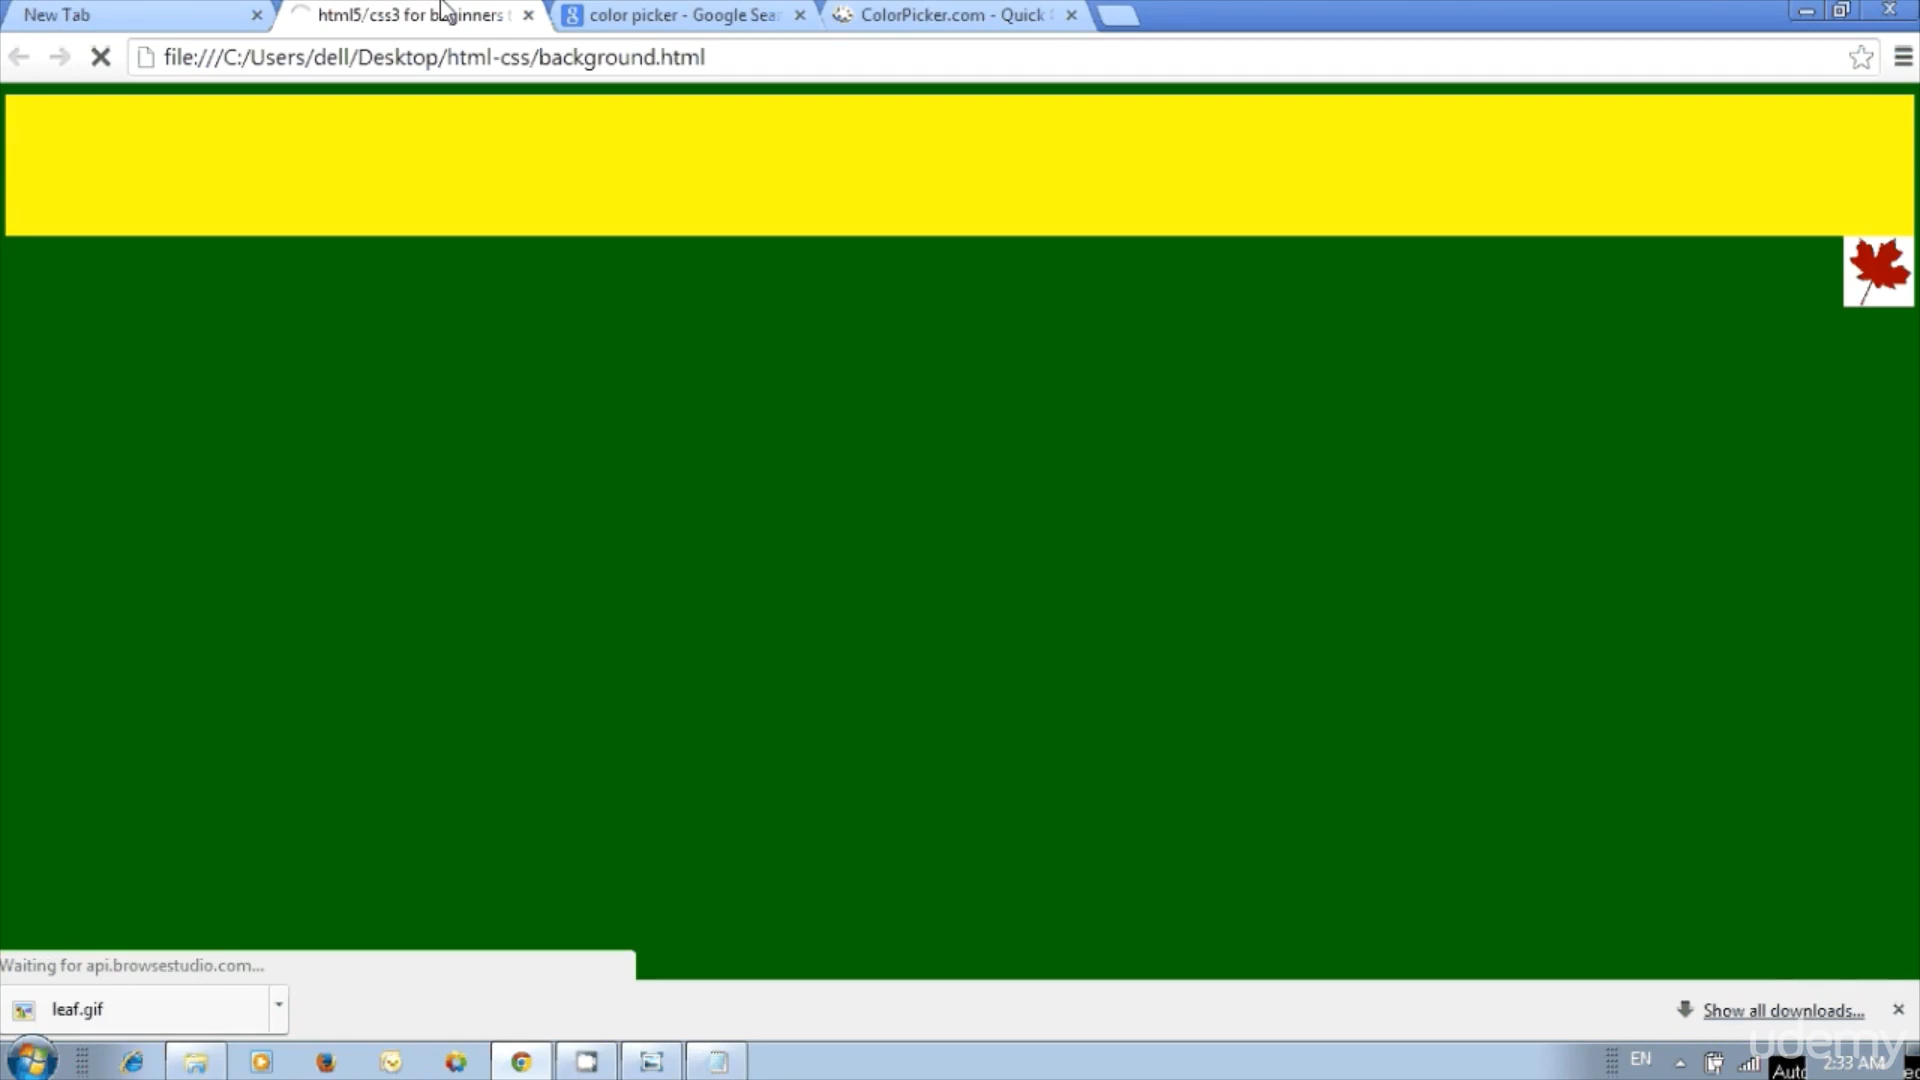 New Tab
html5/css3 for beginners t
color picker - Google Sea
ColorPicker.com - Quick
file:///C:/Users/dell/Desktop/html-css/background.html
Waiting for api.browsestudio.com...
leaf.gif
Show all downloads...
udemy
EN
2:33 AM
Auto